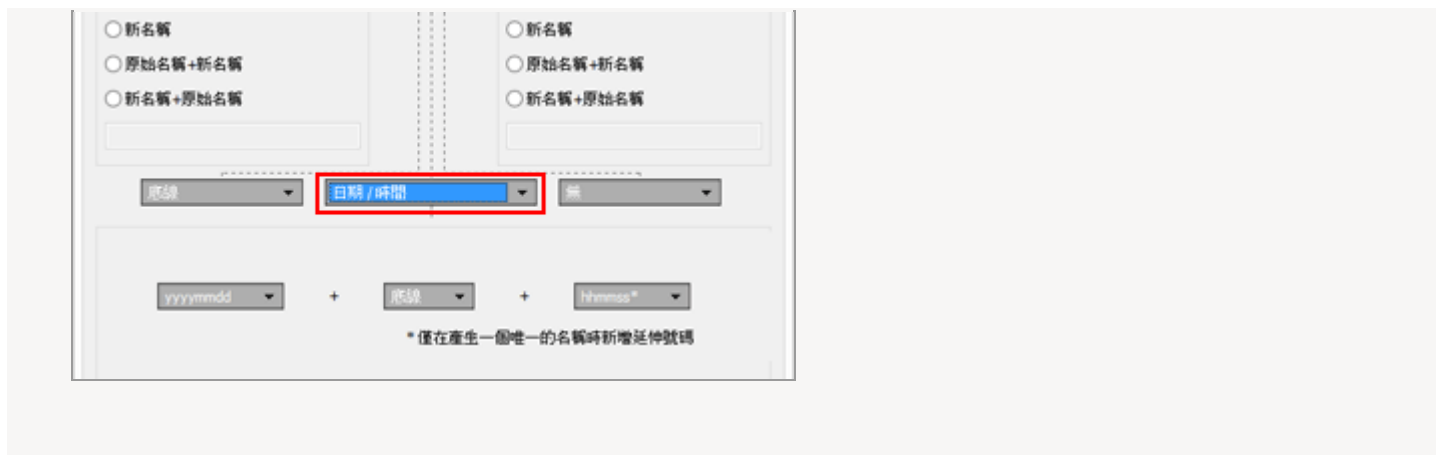 新名稱 新名稱
原始名稱+新名稱 原始名稱+新名稱
新名稱+原始名稱 新名稱+原始名稱
底線 日期 / 時間 無
yyyymmdd + 底線 + hhmmss*
* 僅在產生一個唯一的名稱時新增延伸號碼